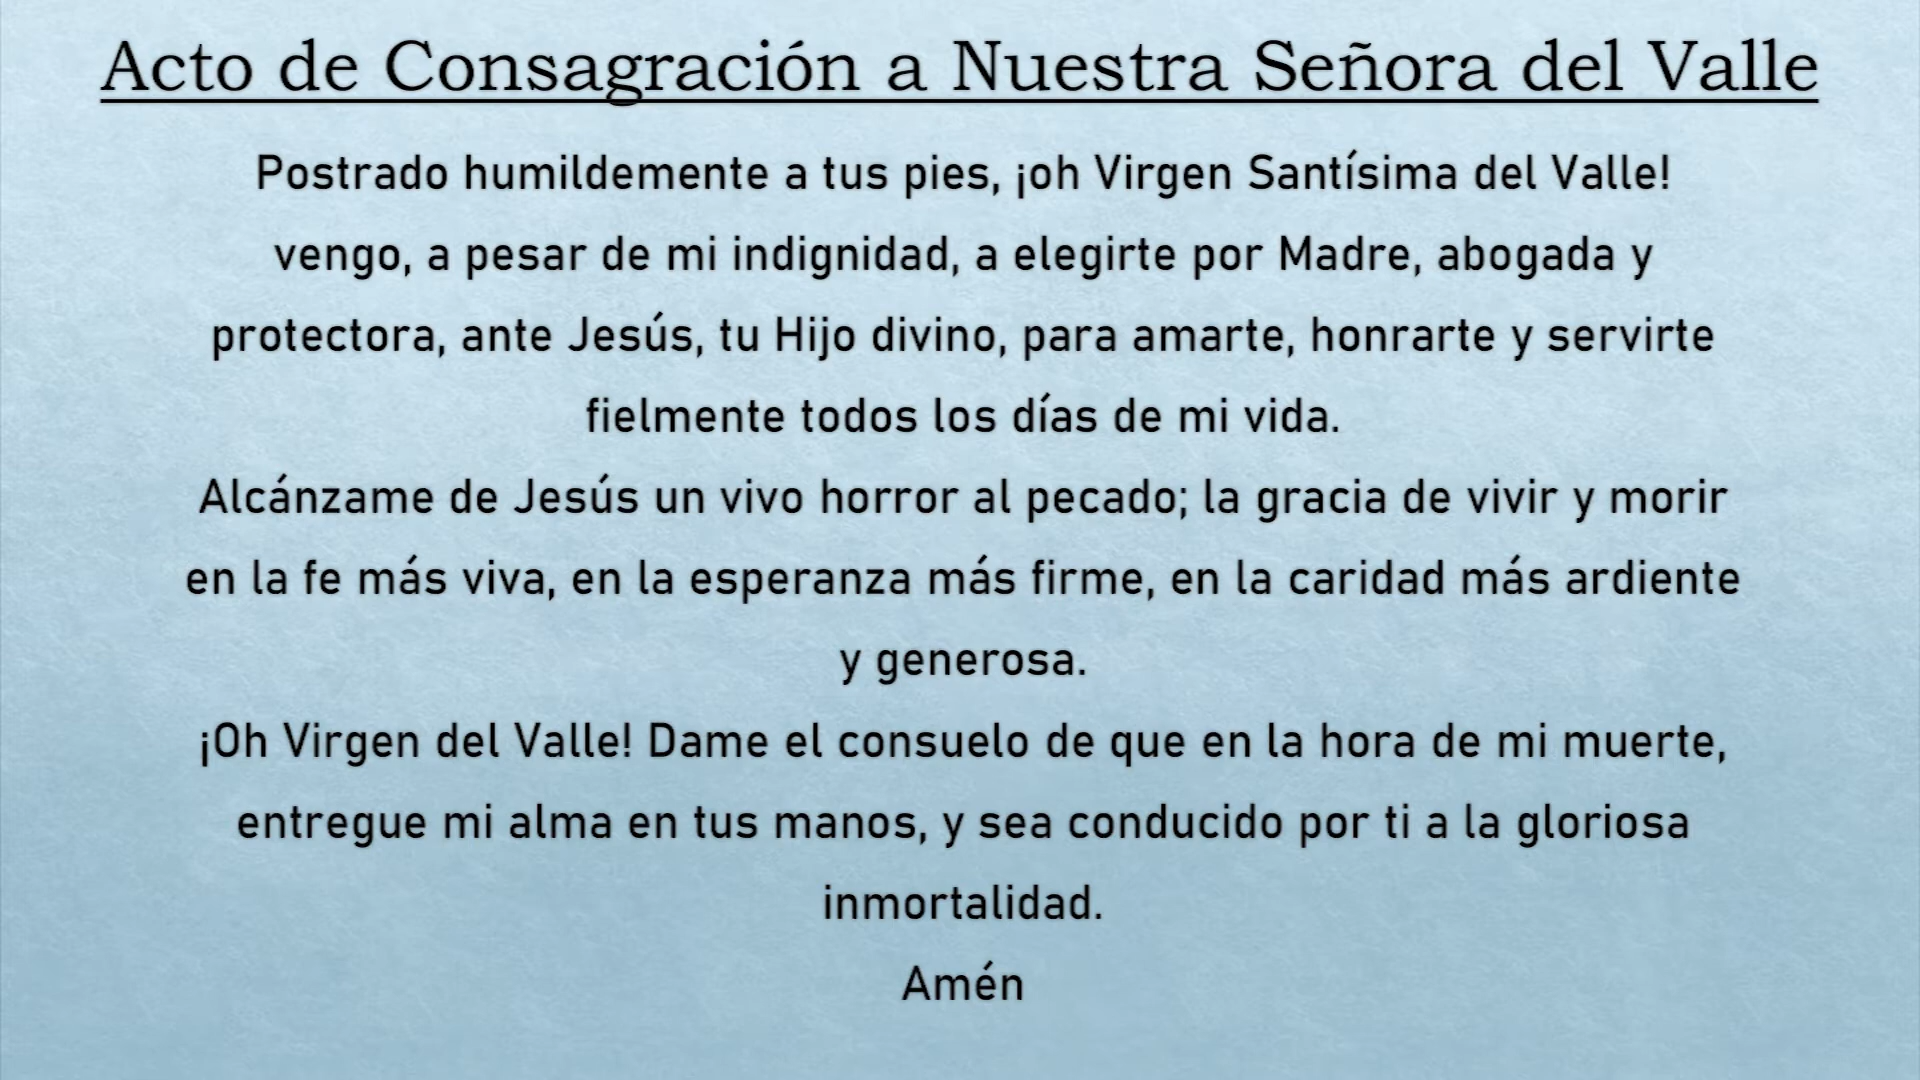 Acto de Consagración a Nuestra Señora del Valle
Postrado humildemente a tus pies, ¡oh Virgen Santísima del Valle!
vengo, a pesar de mi indignidad, a elegirte por Madre, abogada y
protectora, ante Jesús, tu Hijo divino, para amarte, honrarte y servirte
fielmente todos los días de mi vida.
Alcánzame de Jesús un vivo horror al pecado; la gracia de vivir y morir
en la fe más viva, en la esperanza más firme, en la caridad más ardiente
y generosa.
¡Oh Virgen del Valle! Dame el consuelo de que en la hora de mi muerte,
entregue mi alma en tus manos, y sea conducido por ti a la gloriosa
inmortalidad.
Amén